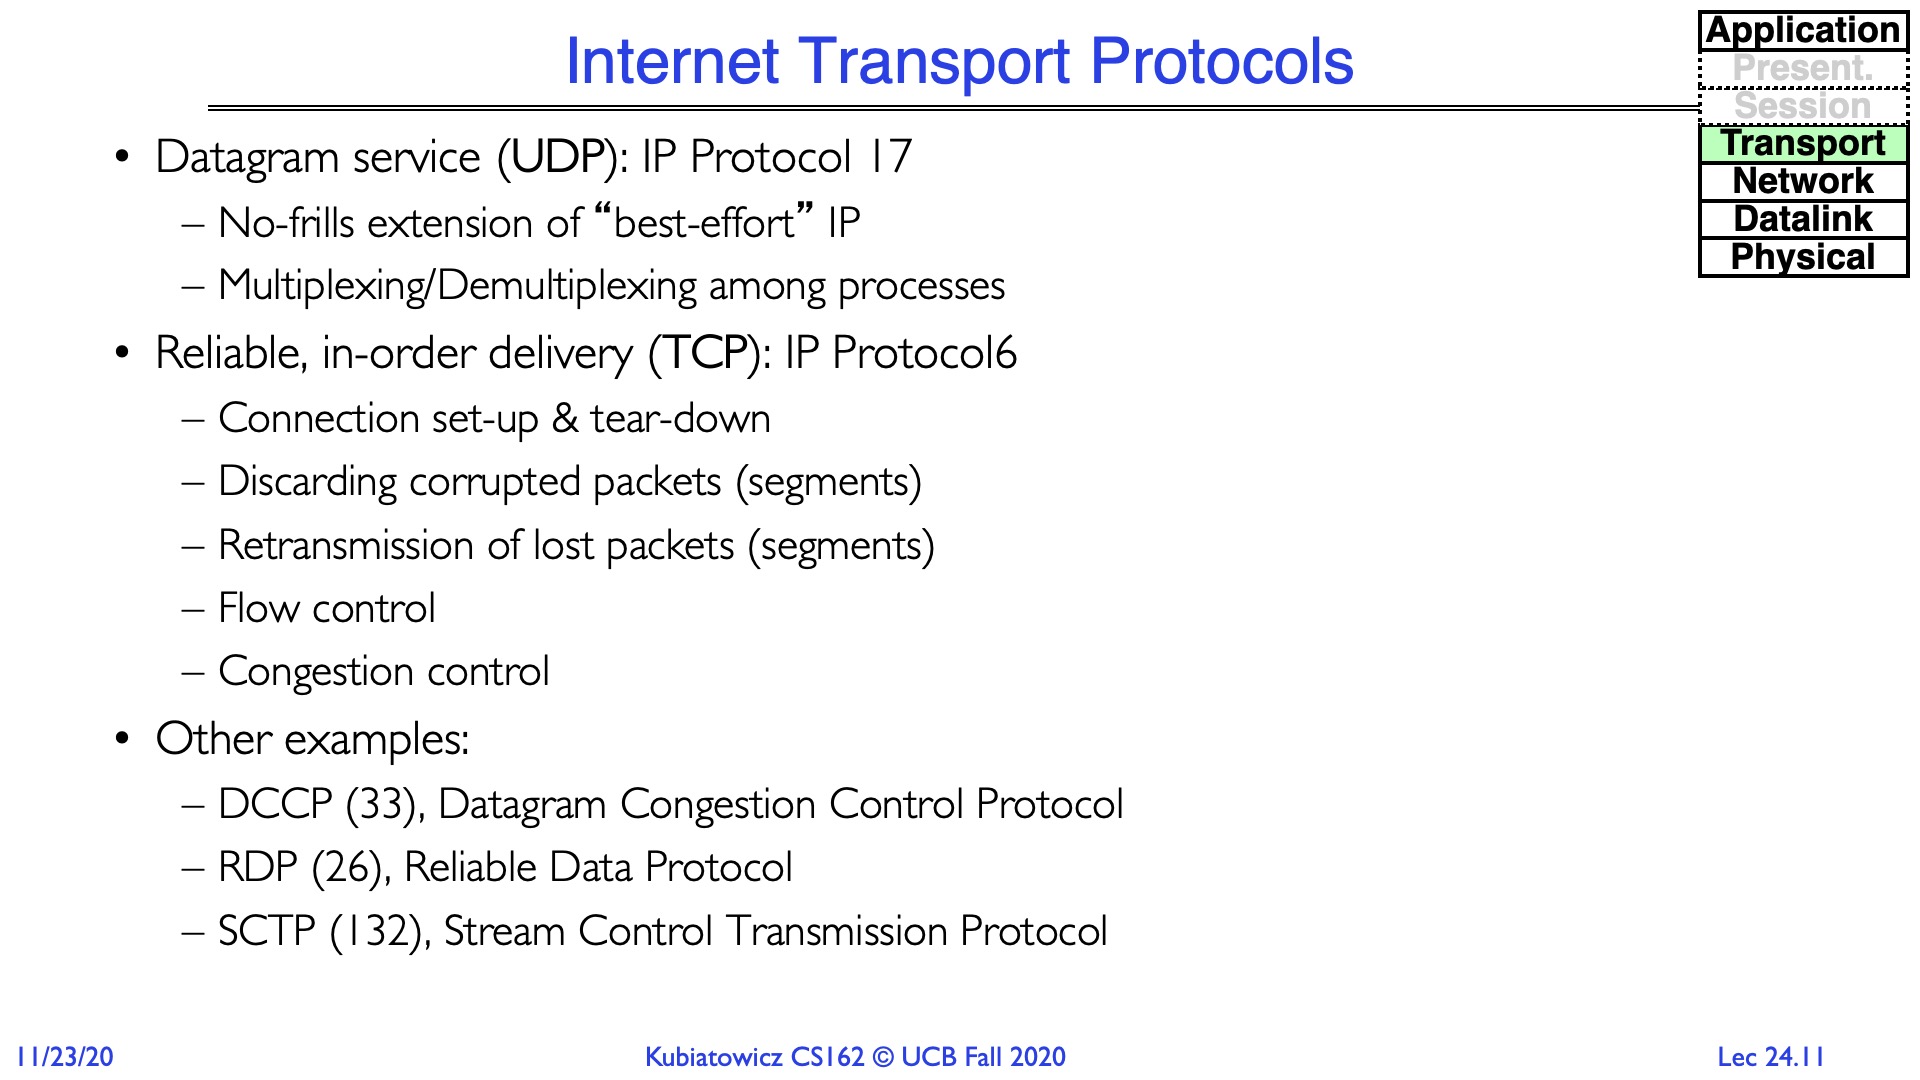 Internet Transport Protocols
Application
Present.
Session
Transport
Network
Datalink
Physical
• Datagram service (UDP): IP Protocol 17
– No-frills extension of “best-effort” IP
– Multiplexing/Demultiplexing among processes
• Reliable, in-order delivery (TCP): IP Protocol6
– Connection set-up & tear-down
– Discarding corrupted packets (segments)
– Retransmission of lost packets (segments)
– Flow control
– Congestion control
• Other examples:
– DCCP (33), Datagram Congestion Control Protocol
– RDP (26), Reliable Data Protocol
– SCTP (132), Stream Control Transmission Protocol
11/23/20
Kubiatowicz CS162 © UCB Fall 2020
Lec 24.11